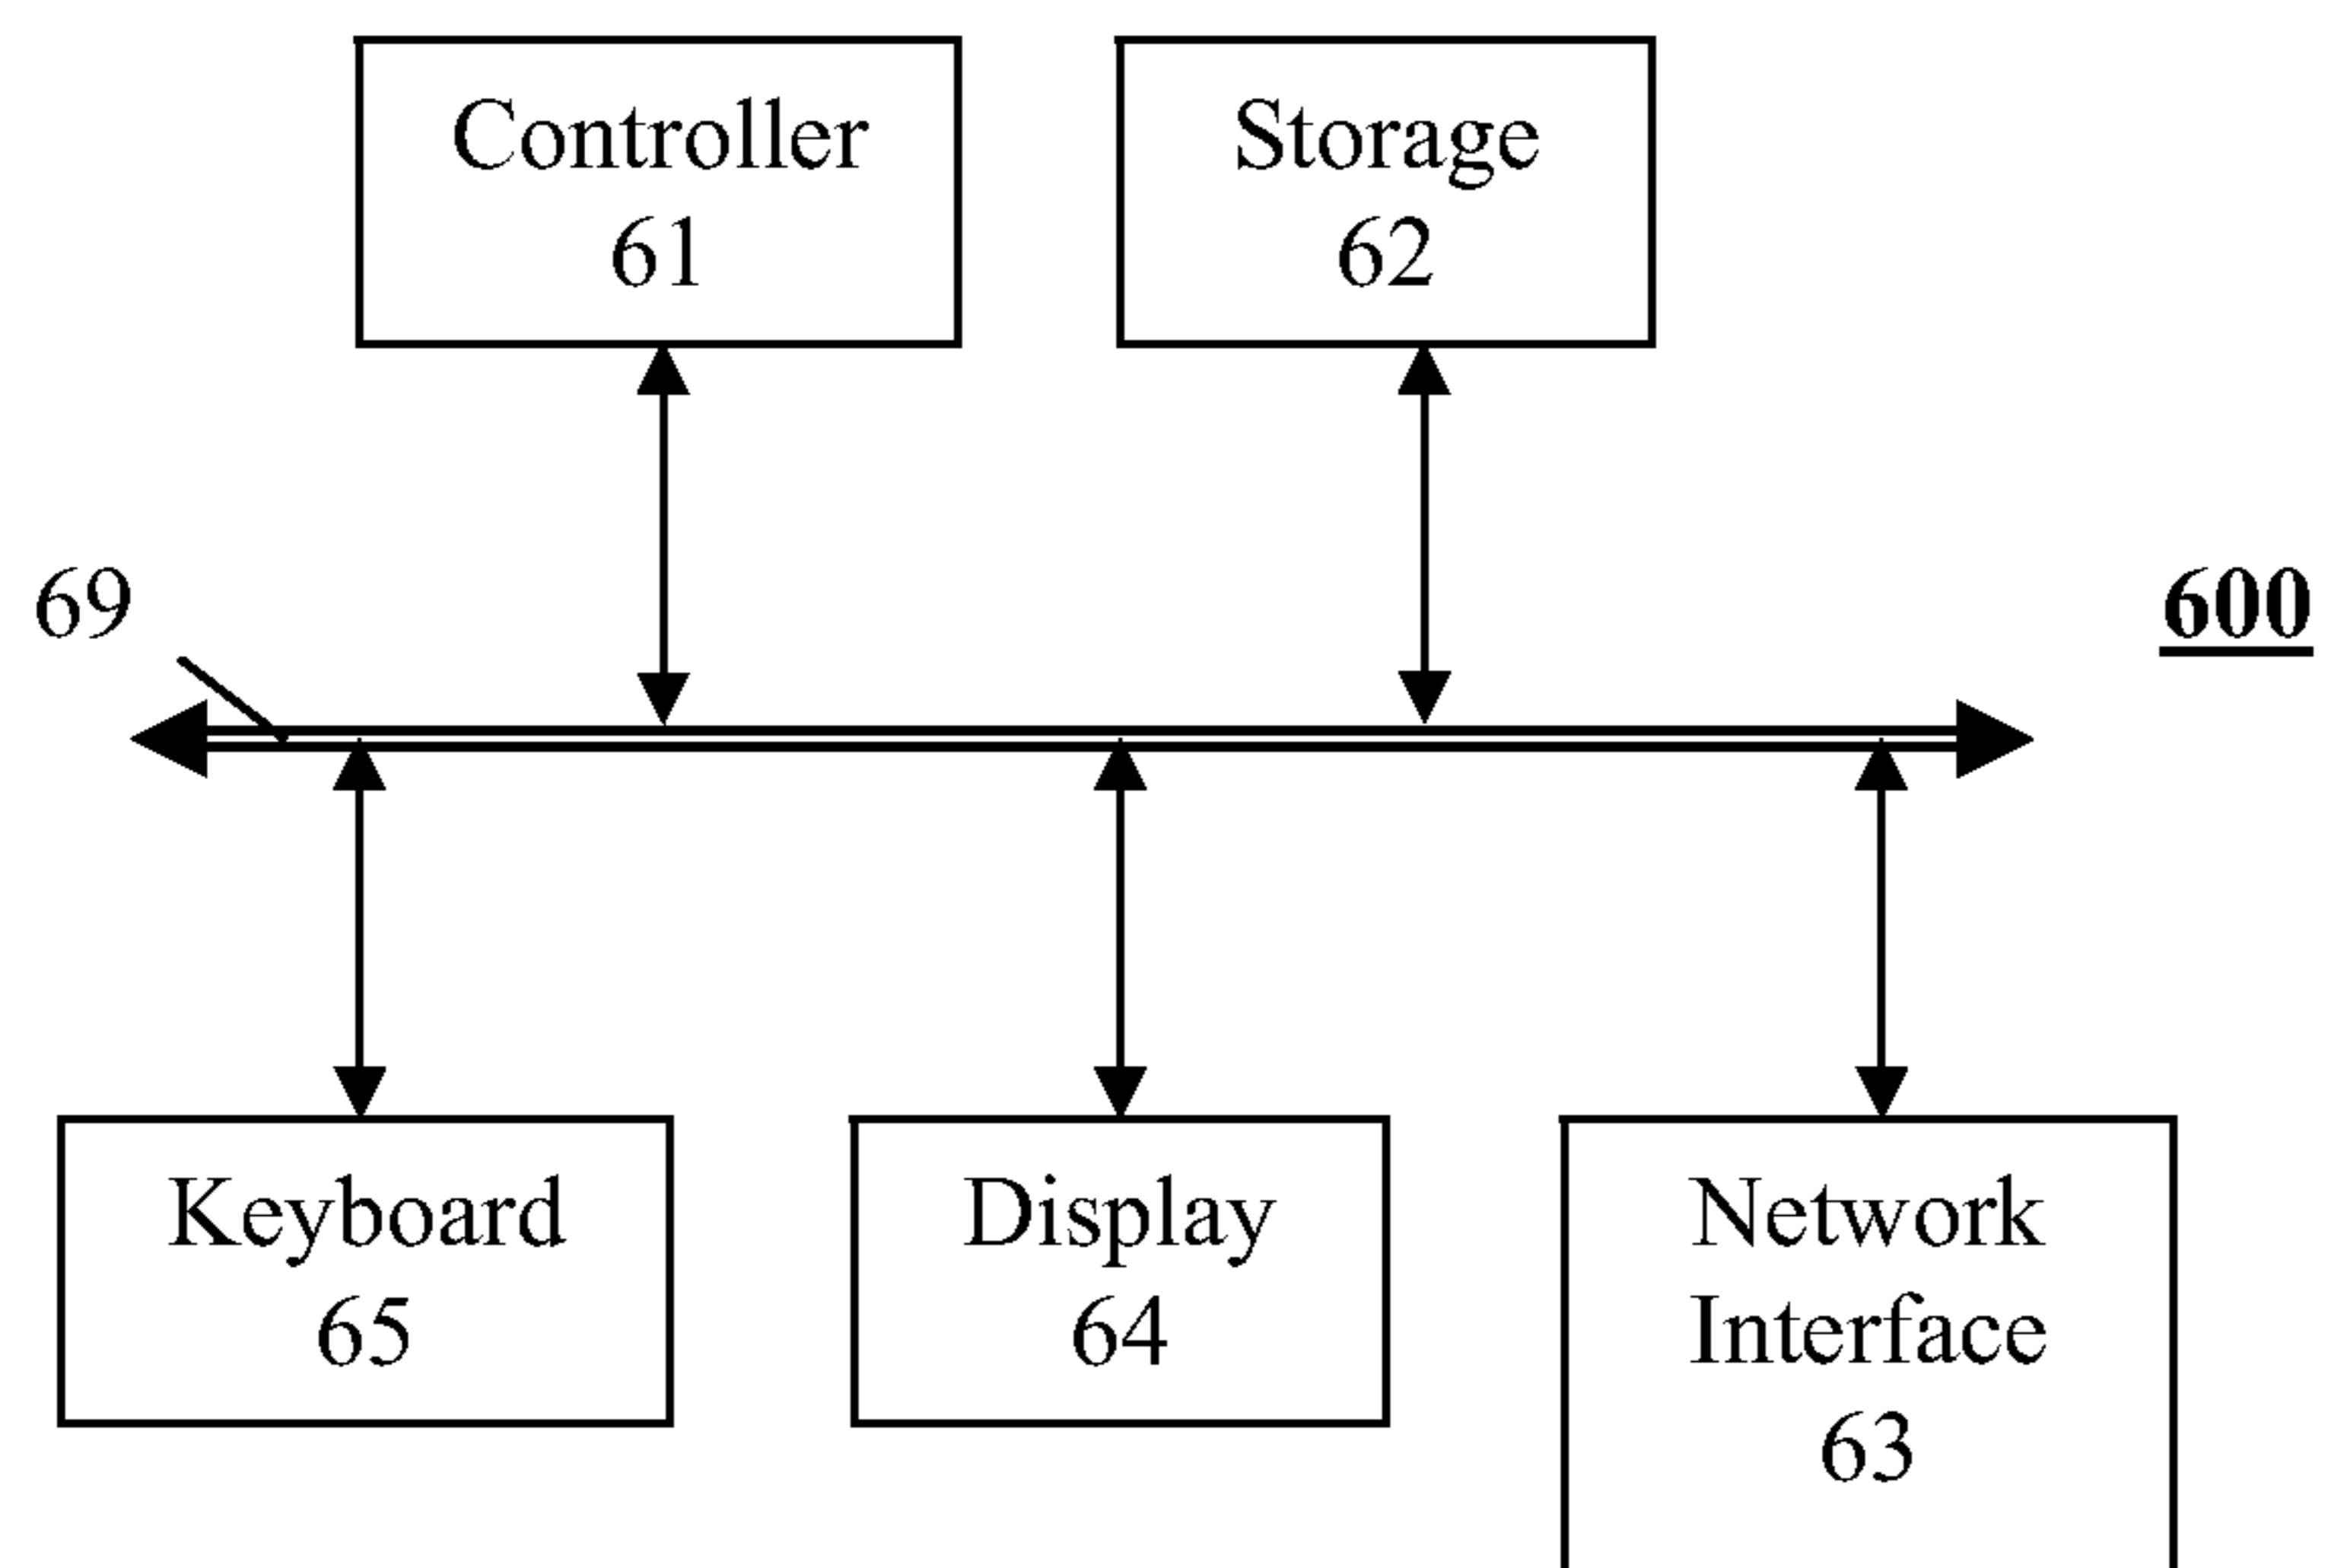 Controller
61
Storage
62
69
600
Keyboard
65
Display
64
Network
Interface
63